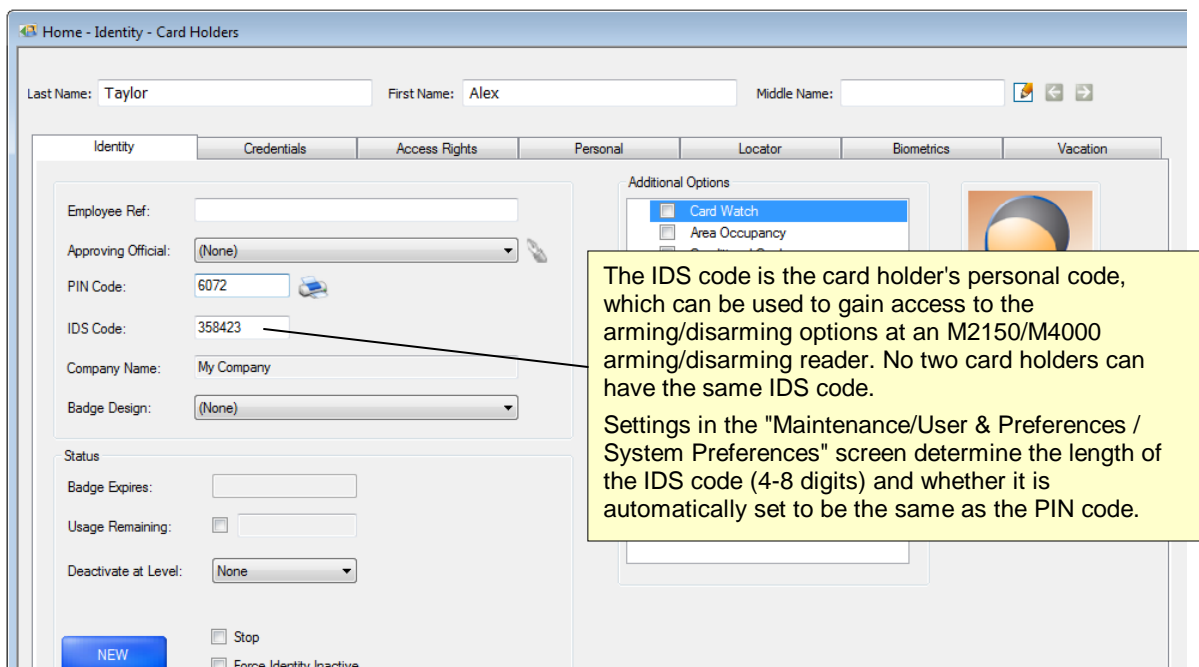 Home - Identity - Card Holders
Last Name: Taylor First Name: Alex Middle Name:
Identity Credentials Access Rights Personal Locator Biometrics Vacation
Additional Options
Employee Ref:
Card Watch
Area Occupancy
Approving Official: (None)
PIN Code: 6072
IDS Code: 358423
Company Name: My Company
Badge Design: (None)
The IDS code is the card holder's personal code,
which can be used to gain access to the
arming/disarming options at an M2150/M4000
arming/disarming reader. No two card holders can
have the same IDS code.
Settings in the "Maintenance/User & Preferences /
System Preferences" screen determine the length of
the IDS code (4-8 digits) and whether it is
automatically set to be the same as the PIN code.
Status
Badge Expires:
Usage Remaining:
Deactivate at Level: None
Stop
NEW
Force Identity Inactive